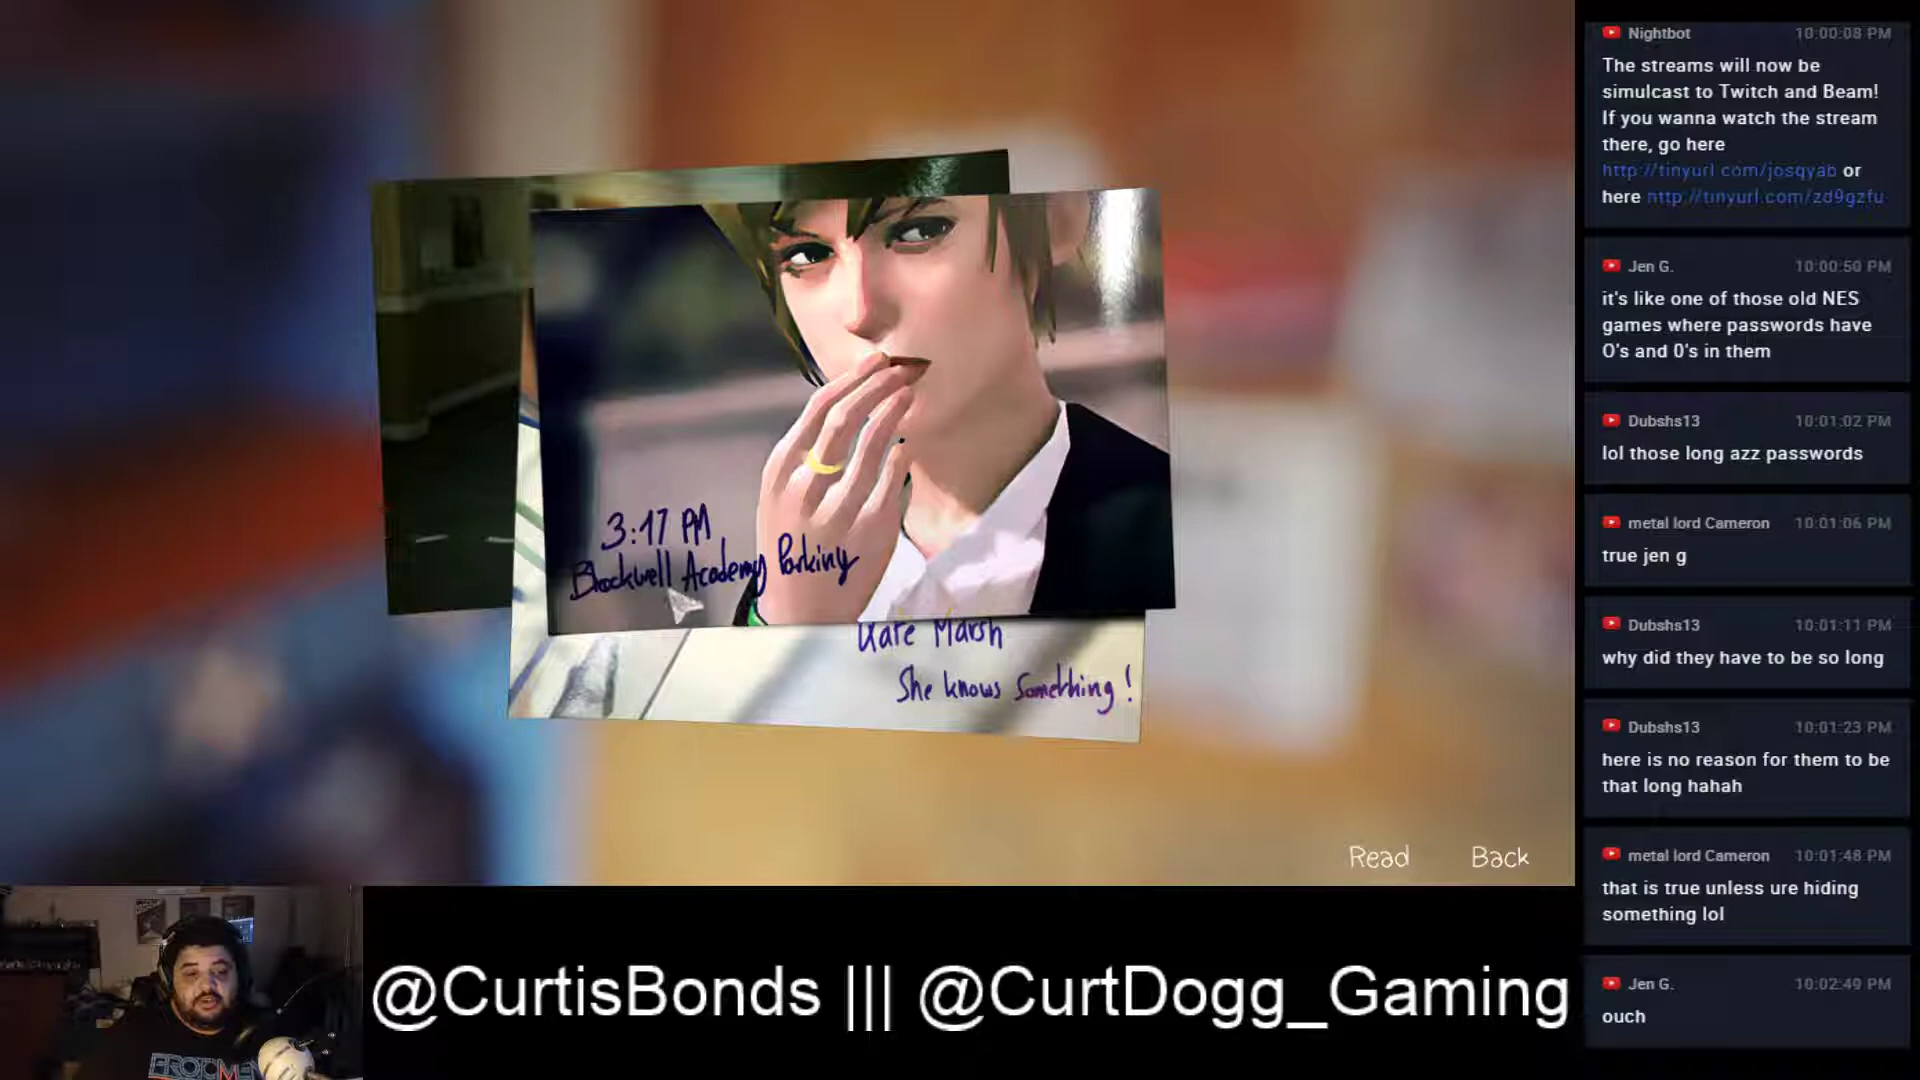 3:47 PM
Blackwell Academy Parking
Kate Marsh
She knows Something!
Read
Back
@CurtisBonds ||| @CurtDogg_Gaming
Nightbot 10:00:08 PM
The streams will now be
simulcast to Twitch and Beam!
If you wanna watch the stream
there, go here
http://tinyurl.com/josqyab or
here http://tinyurl.com/zd9gzfu
Jen G. 10:00:50 PM
it's like one of those old NES
games where passwords have
O's and 0's in them
Dubshs13 10:01:02 PM
lol those long azz passwords
metal lord Cameron 10:01:06 PM
true jen g
Dubshs13 10:01:11 PM
why did they have to be so long
Dubshs13 10:01:23 PM
here is no reason for them to be
that long hahah
metal lord Cameron 10:01:48 PM
that is true unless ure hiding
something lol
Jen G. 10:02:49 PM
ouch